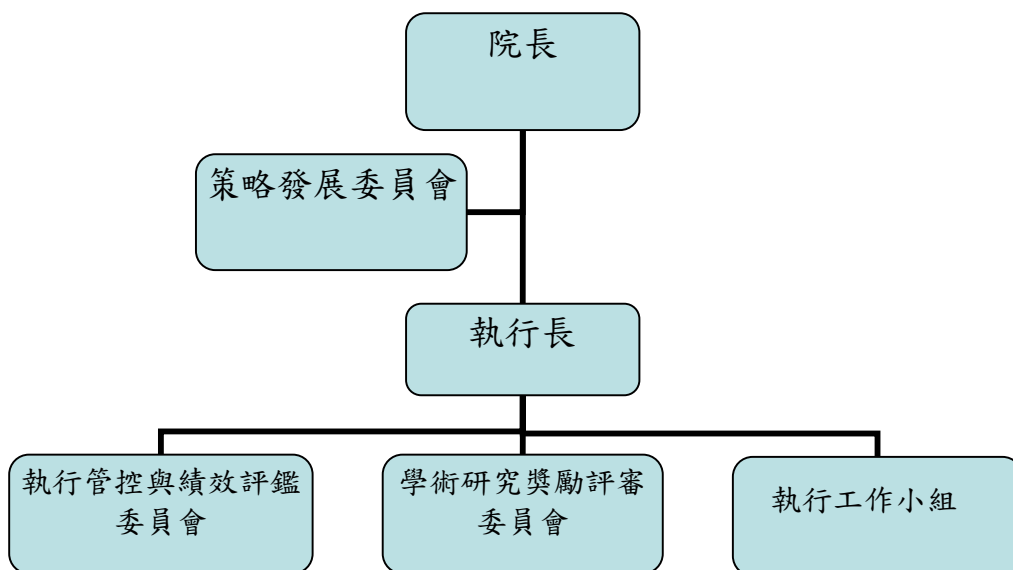 院長
策略發展委員會
執行長
執行管控與績效評鑑
委員會
學術研究獎勵評審
委員會
執行工作小組